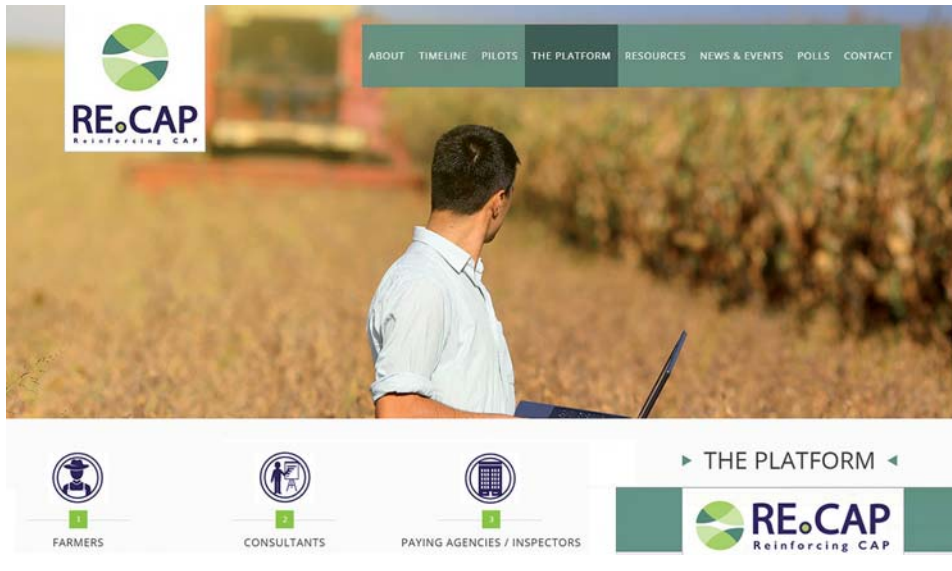 RE.CAP
Reinforcing CAP
ABOUT TIMELINE PILOTS THE PLATFORM RESOURCES NEWS & EVENTS POLLS CONTACT
THE PLATFORM
1
FARMERS
2
CONSULTANTS
3
PAYING AGENCIES / INSPECTORS
RE.CAP
Reinforcing CAP